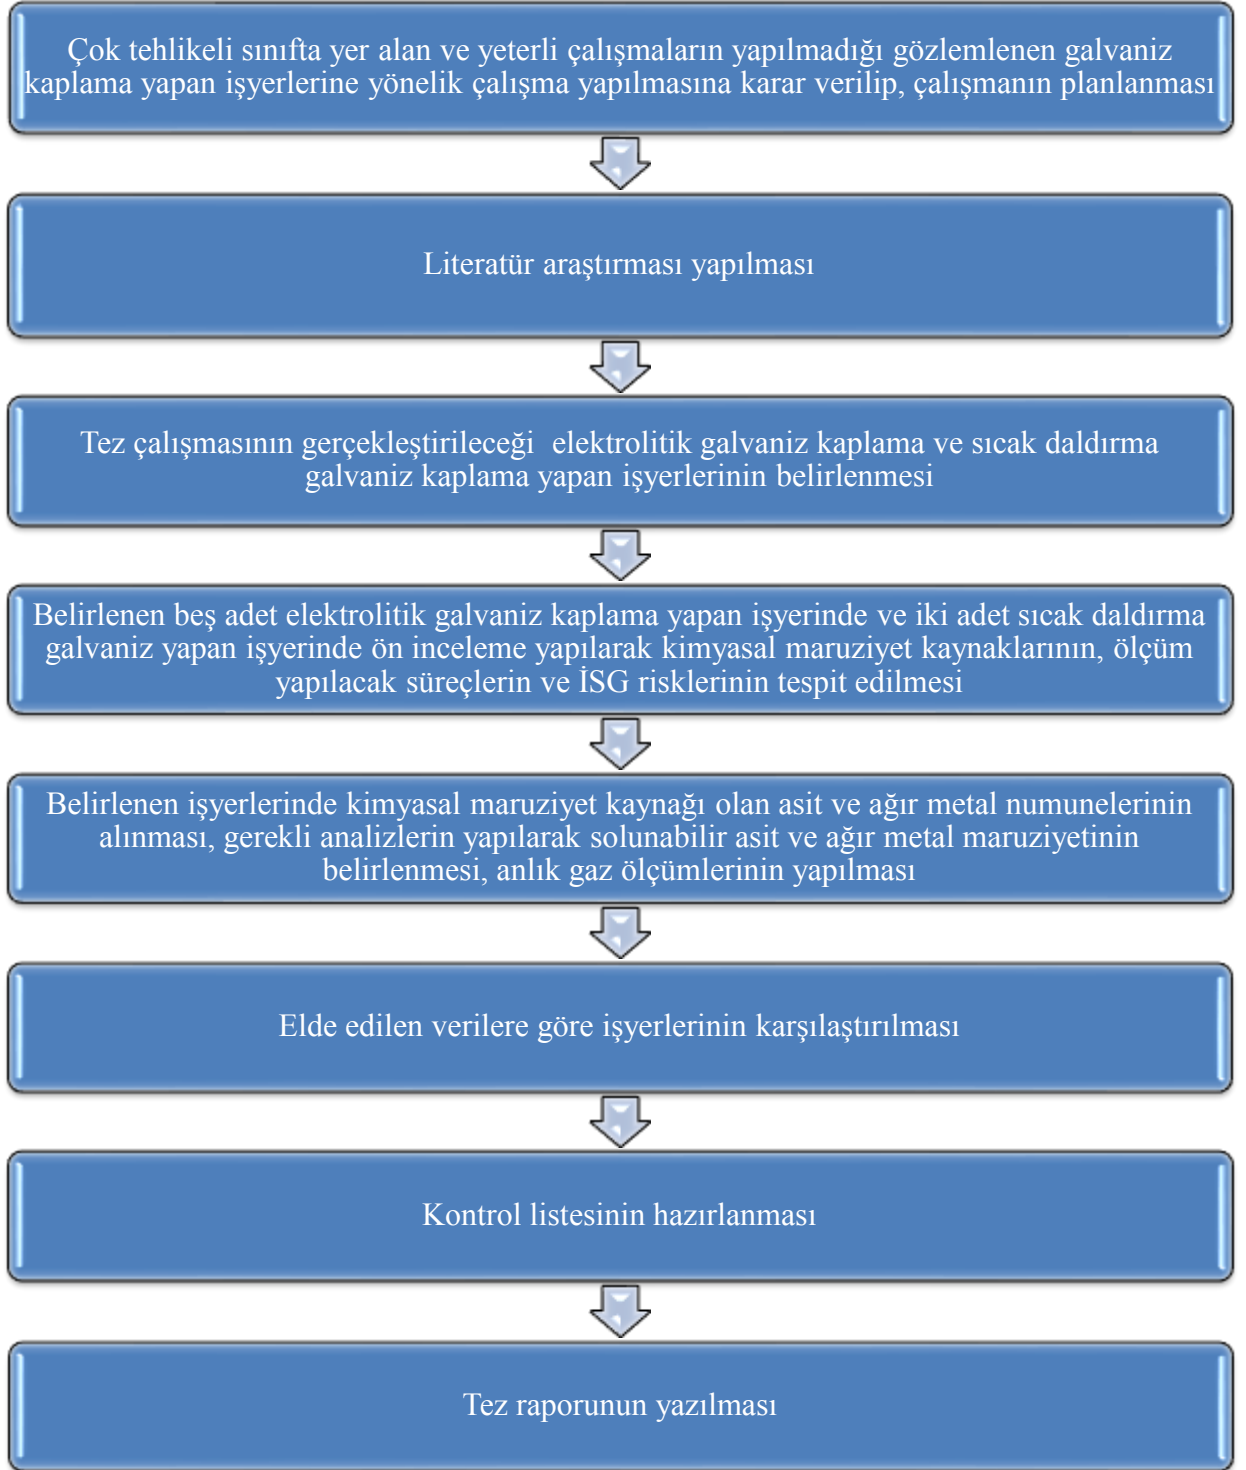 Çok tehlikeli sınıfta yer alan ve yeterli çalışmaların yapılmadığı gözlemlenen galvaniz
kaplama yapan işyerlerine yönelik çalışma yapılmasına karar verilip, çalışmanın planlanması
Literatür araştırması yapılması
Tez çalışmasının gerçekleştirileceği elektrolitik galvaniz kaplama ve sıcak daldırma
galvaniz kaplama yapan işyerlerinin belirlenmesi
Belirlenen beş adet elektrolitik galvaniz kaplama yapan işyerinde ve iki adet sıcak daldırma
galvaniz yapan işyerinde ön inceleme yapılarak kimyasal maruziyet kaynaklarının, ölçüm
yapılacak süreçlerin ve İSG risklerinin tespit edilmesi
Belirlenen işyerlerinde kimyasal maruziyet kaynağı olan asit ve ağır metal numunelerinin
alınması, gerekli analizlerin yapılarak solunabilir asit ve ağır metal maruziyetinin
belirlenmesi, anlık gaz ölçümlerinin yapılması
Elde edilen verilere göre işyerlerinin karşılaştırılması
Kontrol listesinin hazırlanması
Tez raporunun yazılması